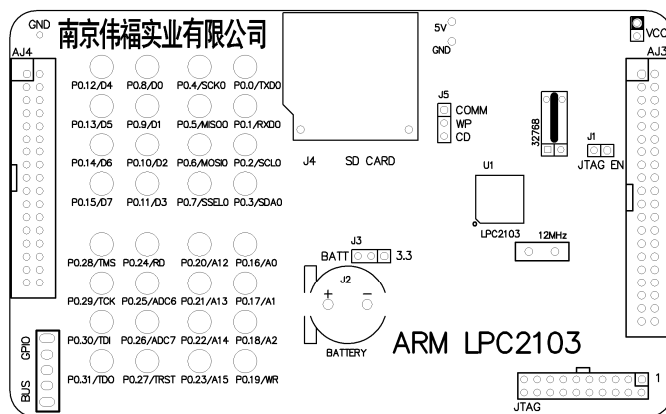 GND
南京伟福实业有限公司
5V
GND
VCC
AJ4
AJ3
P0.12/D4 P0.8/D0 P0.4/SCK0 P0.0/TXD0
P0.13/D5 P0.9/D1 P0.5/MISO0 P0.1/RXD0
P0.14/D6 P0.10/D2 P0.6/MOSI0 P0.2/SCL0
P0.15/D7 P0.11/D3 P0.7/SSEL0 P0.3/SDA0
J4 SD CARD
J5
COMM
WP
CD
32768
J1
JTAG EN
U1
LPC2103
12MHz
P0.28/TMS P0.24/RD P0.20/A12 P0.16/A0
P0.29/TCK P0.25/ADC6 P0.21/A13 P0.17/A1
P0.30/TDI P0.26/ADC7 P0.22/A14 P0.18/A2
P0.31/TDO P0.27/TRST P0.23/A15 P0.19/WR
J3
BATT 3.3
J2
+ −
BATTERY
ARM LPC2103
GPIO
BUS
1
JTAG